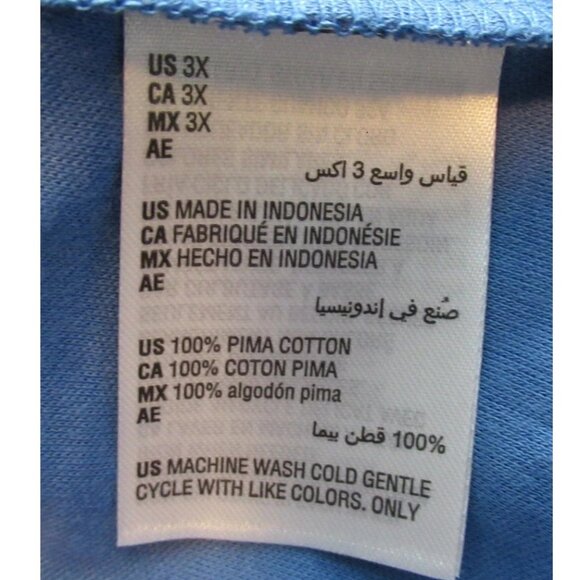 US 3X
CA 3X
MX 3X
AE
قياس واسع 3 اكس
US MADE IN INDONESIA
CA FABRIQUÉ EN INDONÉSIE
MX HECHO EN INDONESIA
AE
صُنع في إندونيسيا
US 100% PIMA COTTON
CA 100% COTON PIMA
MX 100% algodón pima
AE
100% قطن بيما
US MACHINE WASH COLD GENTLE
CYCLE WITH LIKE COLORS. ONLY